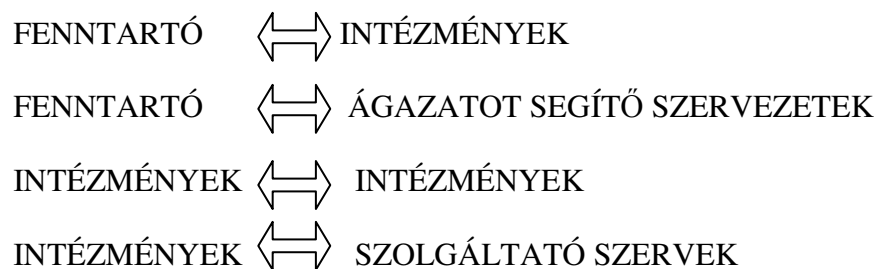 FENNTARTÓ INTÉZMÉNYEK
FENNTARTÓ ÁGAZATOT SEGÍTŐ SZERVEZETEK
INTÉZMÉNYEK INTÉZMÉNYEK
INTÉZMÉNYEK SZOLGÁLTATÓ SZERVEK